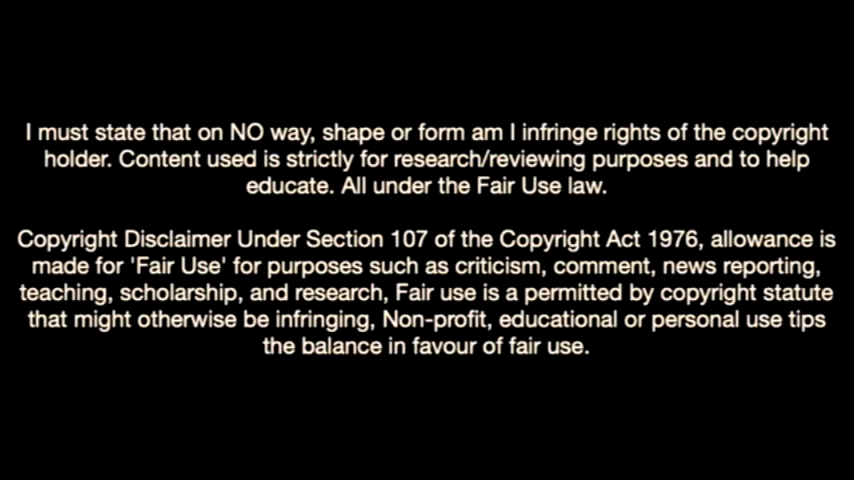 I must state that on NO way, shape or form am I infringe rights of the copyright
holder. Content used is strictly for research/reviewing purposes and to help
educate. All under the Fair Use law.
Copyright Disclaimer Under Section 107 of the Copyright Act 1976, allowance is
made for 'Fair Use' for purposes such as criticism, comment, news reporting,
teaching, scholarship, and research, Fair use is a permitted by copyright statute
that might otherwise be infringing, Non-profit, educational or personal use tips
the balance in favour of fair use.